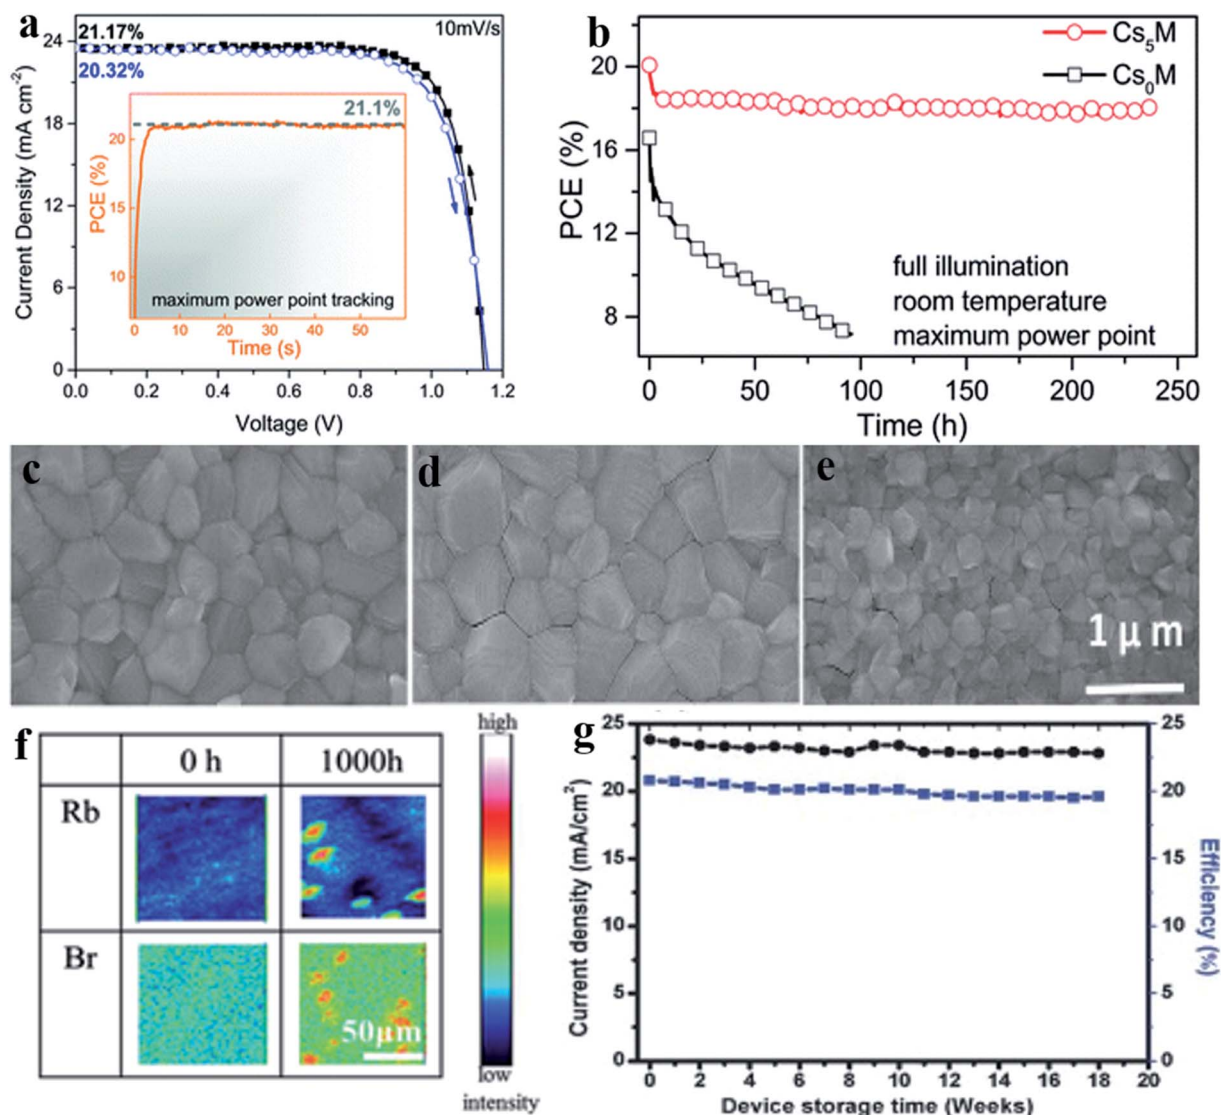 a
21.17%
20.32%
10mV/s
24
18
12
6
0
Current Density (mA cm⁻²)
21.1%
20
15
10
PCE (%)
maximum power point tracking
0 10 20 30 40 50
Time (s)
0.0 0.2 0.4 0.6 0.8 1.0 1.2
Voltage (V)
b
Cs₅M
Cs₀M
20
16
12
8
PCE (%)
full illumination
room temperature
maximum power point
0 50 100 150 200 250
Time (h)
c
d
e
1 μ m
f
0 h 1000h
Rb
Br
50μm
high
low
intensity
g
25
20
15
10
5
0
Current density (mA/cm²)
25
20
15
10
5
0
Efficiency (%)
0 2 4 6 8 10 12 14 16 18 20
Device storage time (Weeks)